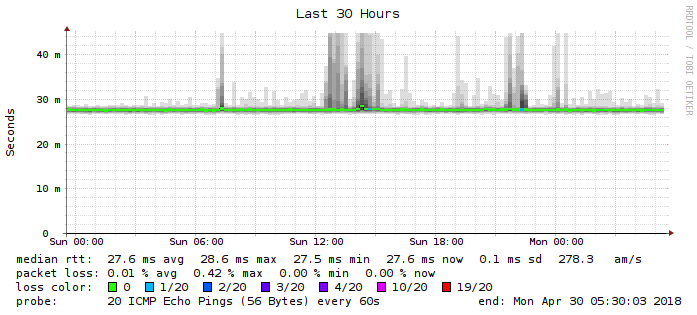 Last 30 Hours
RRDTOOL / TOBI OETIKER
Seconds
40 m
30 m
20 m
10 m
0
Sun 00:00 Sun 06:00 Sun 12:00 Sun 18:00 Mon 00:00
median rtt: 27.6 ms avg 28.6 ms max 27.5 ms min 27.6 ms now 0.1 ms sd 278.3 am/s
packet loss: 0.01 % avg 0.42 % max 0.00 % min 0.00 % now
loss color: 0 1/20 2/20 3/20 4/20 10/20 19/20
probe: 20 ICMP Echo Pings (56 Bytes) every 60s end: Mon Apr 30 05:30:03 2018